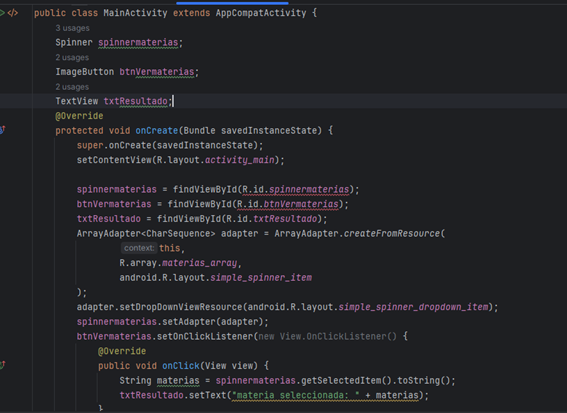 public class MainActivity extends AppCompatActivity {
3 usages
Spinner spinnermaterias;
2 usages
ImageButton btnVermaterias;
2 usages
TextView txtResultado;
@Override
protected void onCreate(Bundle savedInstanceState) {
super.onCreate(savedInstanceState);
setContentView(R.layout.activity_main);
spinnermaterias = findViewById(R.id.spinnermaterias);
btnVermaterias = findViewById(R.id.btnVermaterias);
txtResultado = findViewById(R.id.txtResultado);
ArrayAdapter<CharSequence> adapter = ArrayAdapter.createFromResource(
context: this,
R.array.materias_array,
android.R.layout.simple_spinner_item
);
adapter.setDropDownViewResource(android.R.layout.simple_spinner_dropdown_item);
spinnermaterias.setAdapter(adapter);
btnVermaterias.setOnClickListener(new View.OnClickListener() {
@Override
public void onClick(View view) {
String materias = spinnermaterias.getSelectedItem().toString();
txtResultado.setText("materia seleccionada: " + materias);
}